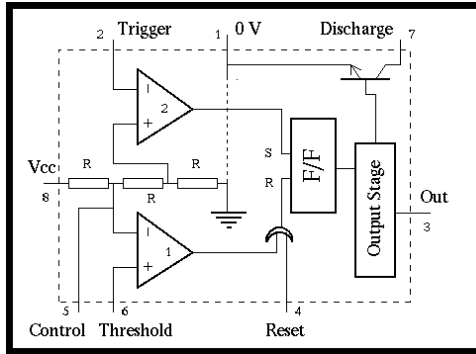 2 Trigger 1 0 V Discharge 7
2
S
F/F
Output Stage
Vcc R R R
8
R
Out
3
1
5 6 4
Control Threshold Reset